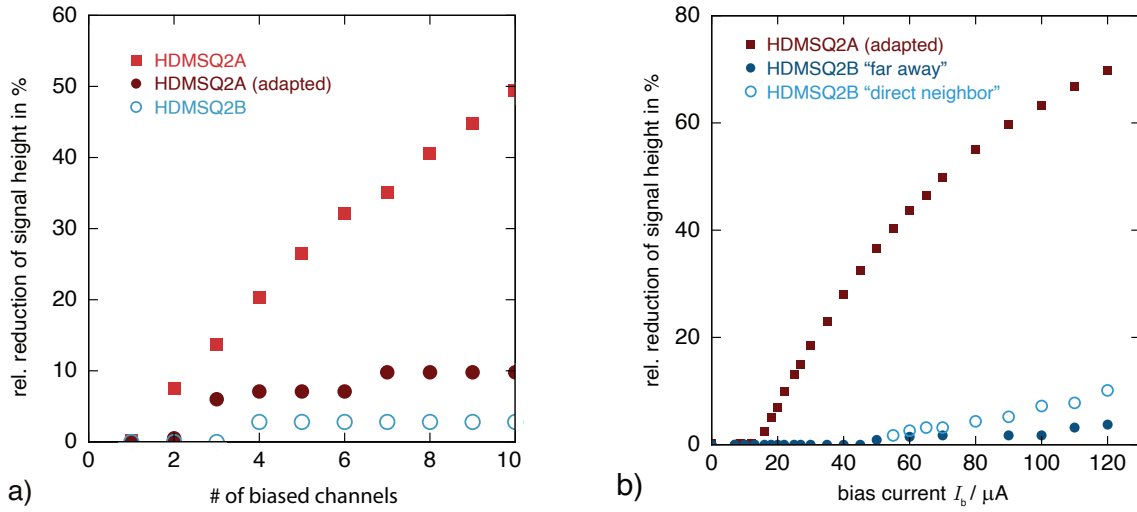 60
50
40
30
20
10
0
rel. reduction of signal height in %
HDMSQ2A
HDMSQ2A (adapted)
HDMSQ2B
0 2 4 6 8 10
# of biased channels
a)
80
60
40
20
0
rel. reduction of signal height in %
HDMSQ2A (adapted)
HDMSQ2B “far away”
HDMSQ2B “direct neighbor”
0 20 40 60 80 100 120
bias current I_b / μA
b)